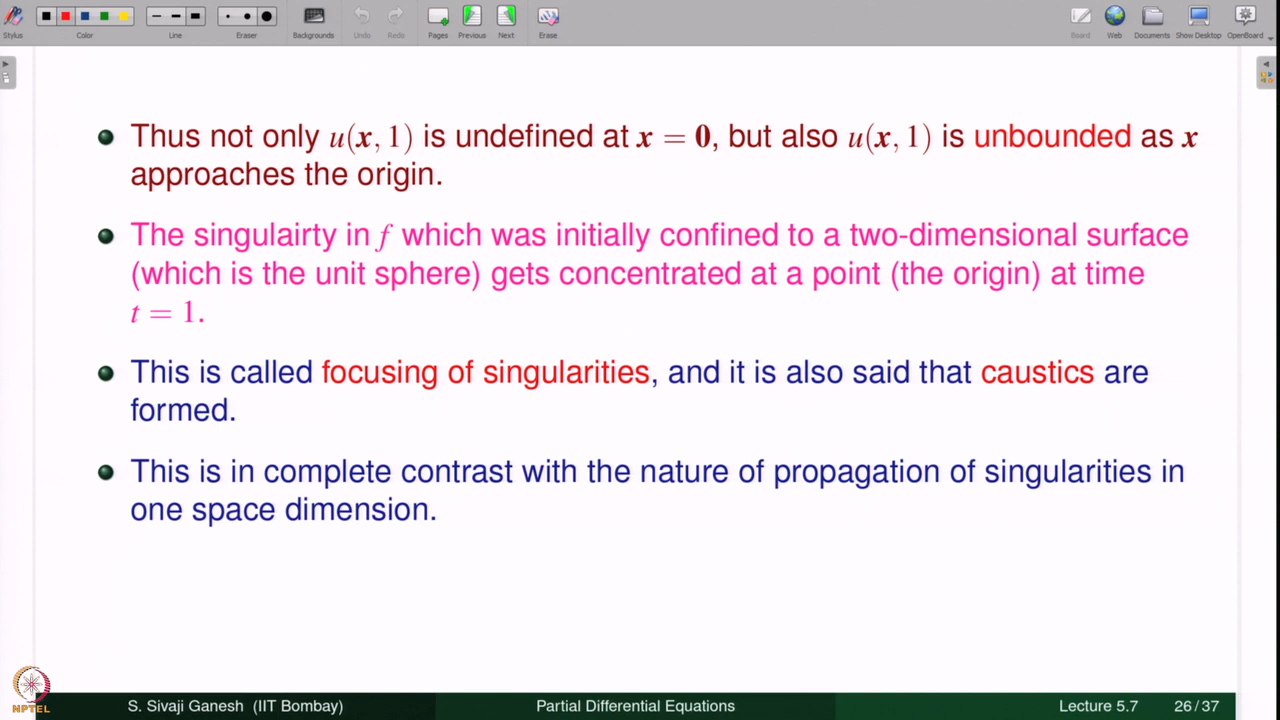 Stylus
Color
Line
Eraser
Backgrounds
Undo
Redo
Pages
Previous
Next
Erase
Board
Web
Documents
Show Desktop
OpenBoard
Thus not only u(x, 1) is undefined at x = 0, but also u(x, 1) is unbounded as x
approaches the origin.
The singulairty in f which was initially confined to a two-dimensional surface
(which is the unit sphere) gets concentrated at a point (the origin) at time
t = 1.
This is called focusing of singularities, and it is also said that caustics are
formed.
This is in complete contrast with the nature of propagation of singularities in
one space dimension.
NPTEL
S. Sivaji Ganesh (IIT Bombay)
Partial Differential Equations
Lecture 5.7
26 / 37